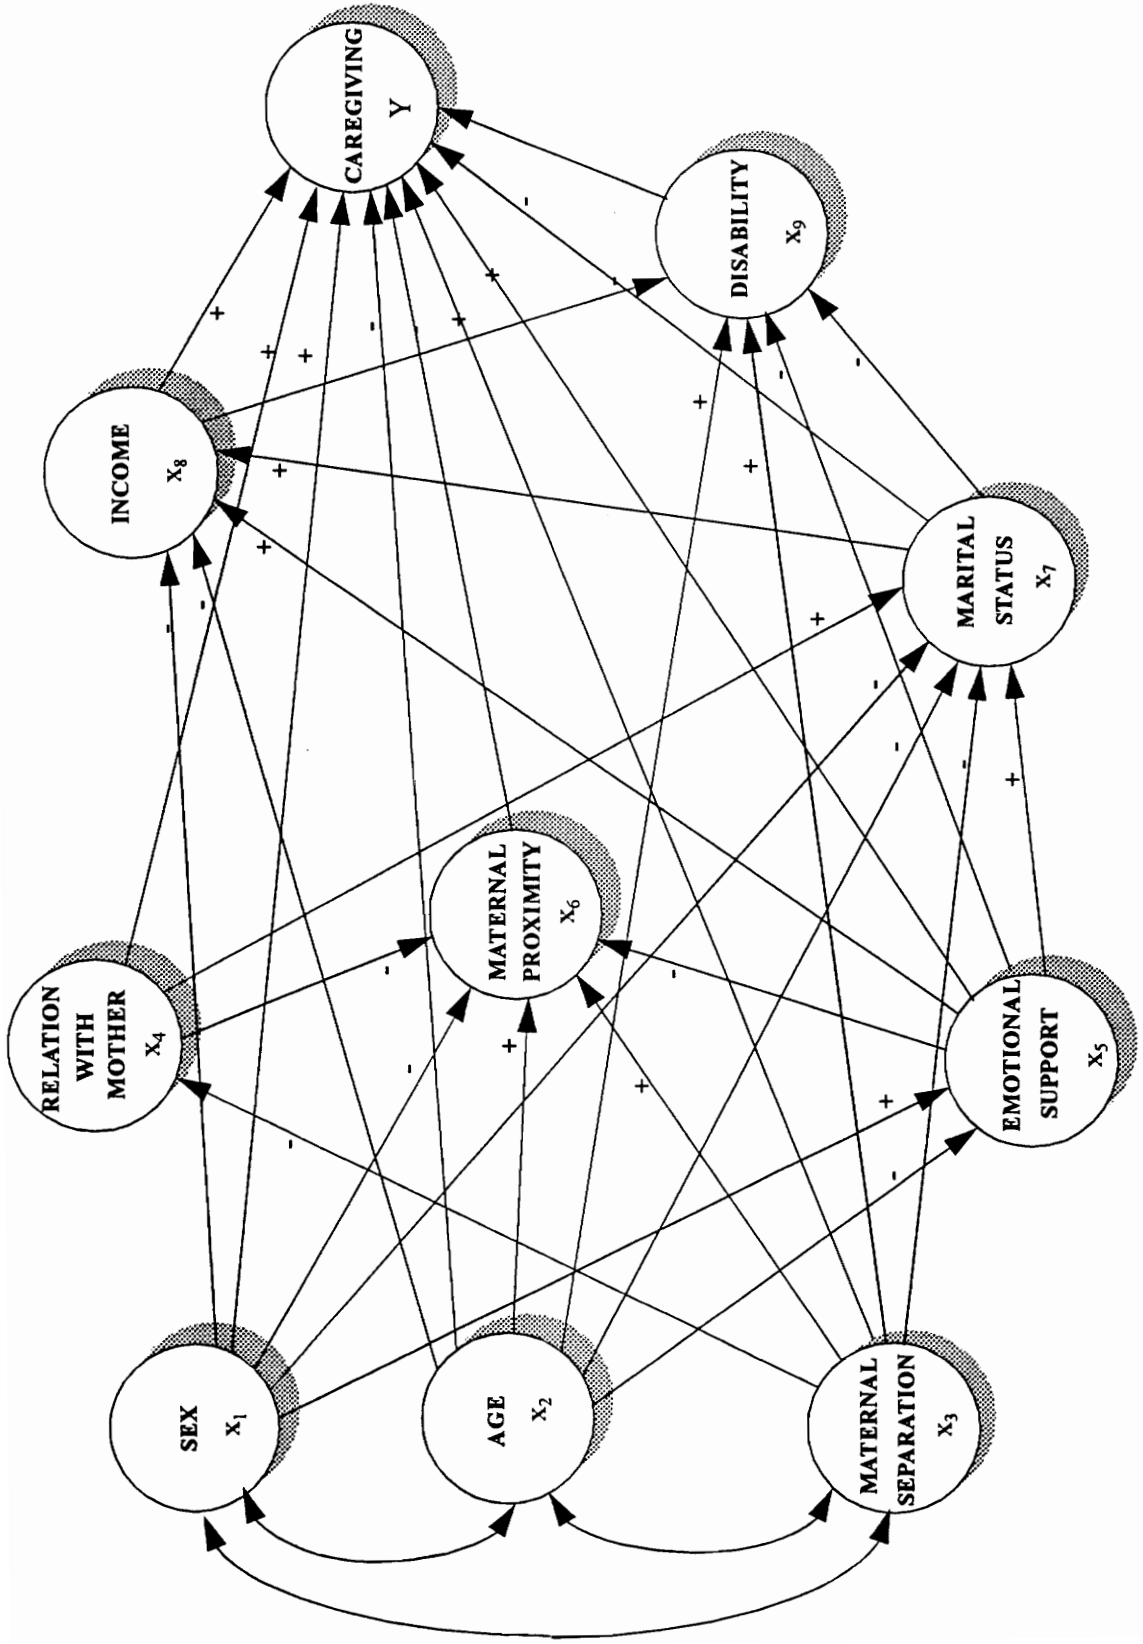 SEX
X1
AGE
X2
MATERNAL
SEPARATION
X3
RELATION
WITH
MOTHER
X4
EMOTIONAL
SUPPORT
X5
MATERNAL
PROXIMITY
X6
MARITAL
STATUS
X7
INCOME
X8
DISABILITY
X9
CAREGIVING
Y
+
+
+
-
-
+
+
-
-
+
+
-
-
+
+
-
-
+
-
-
-
+
-
-
+
+
-
-
+
-